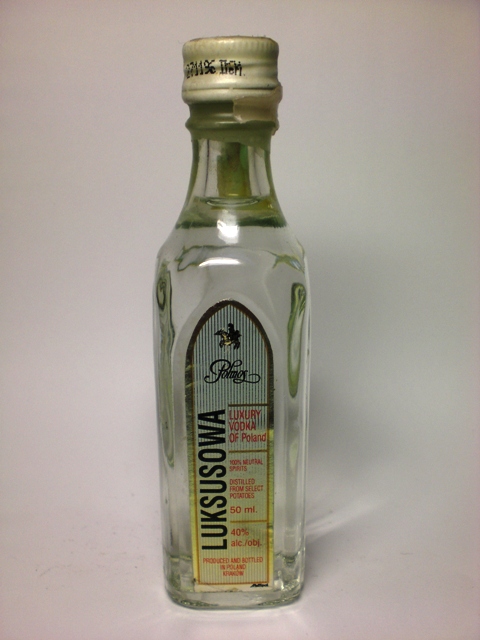 Polmos
LUKSUSOWA
LUXURY
VODKA
OF Poland
100% NEUTRAL
SPIRITS
DISTILLED
FROM SELECT
POTATOES
50 ml.
40%
alc./obj.
PRODUCED AND BOTTLED
IN POLAND